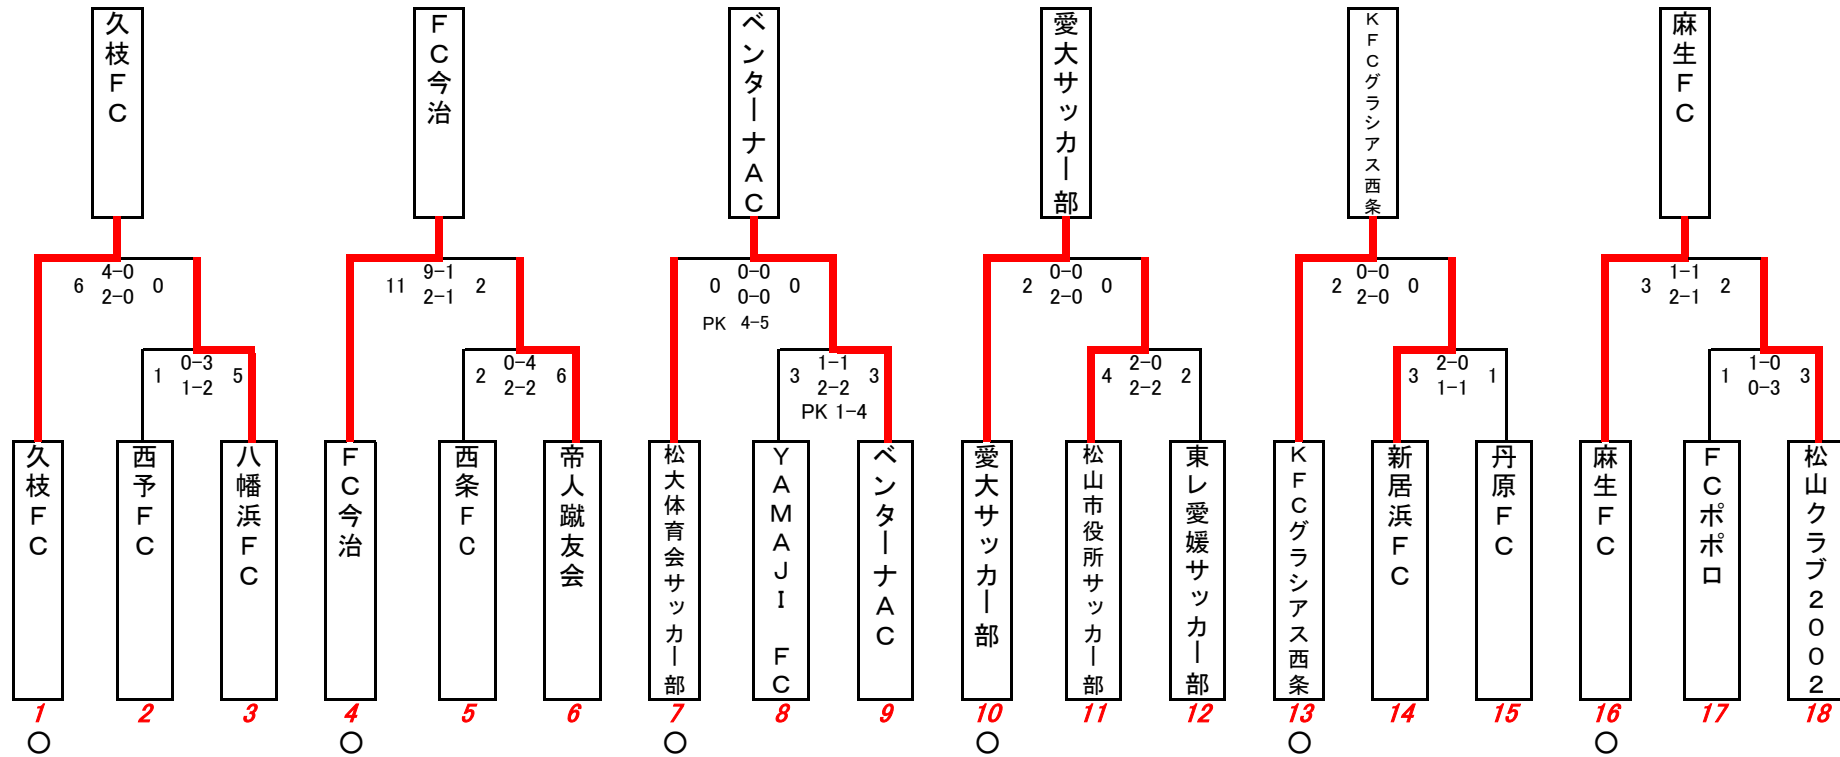 久枝ＦＣ
ＦＣ今治
ベンターナＡＣ
愛大サッカー部
ＫＦＣグラシアス西条
麻生ＦＣ
4-0
6 0
2-0
9-1
11 2
2-1
0-0
0 0
0-0
PK 4-5
0-0
2 0
2-0
0-0
2 0
2-0
1-1
3 2
2-1
0-3
1 5
1-2
0-4
2 6
2-2
1-1
3 3
2-2
PK 1-4
2-0
4 2
2-2
2-0
3 1
1-1
1-0
1 3
0-3
久枝ＦＣ
西予ＦＣ
八幡浜ＦＣ
ＦＣ今治
西条ＦＣ
帝人蹴友会
松大体育会サッカー部
ＹＡＭＡＪＩ　ＦＣ
ベンターナＡＣ
愛大サッカー部
松山市役所サッカー部
東レ愛媛サッカー部
ＫＦＣグラシアス西条
新居浜ＦＣ
丹原ＦＣ
麻生ＦＣ
ＦＣポポロ
松山クラブ２００２
1 2 3 4 5 6 7 8 9 10 11 12 13 14 15 16 17 18
○ ○ ○ ○ ○ ○